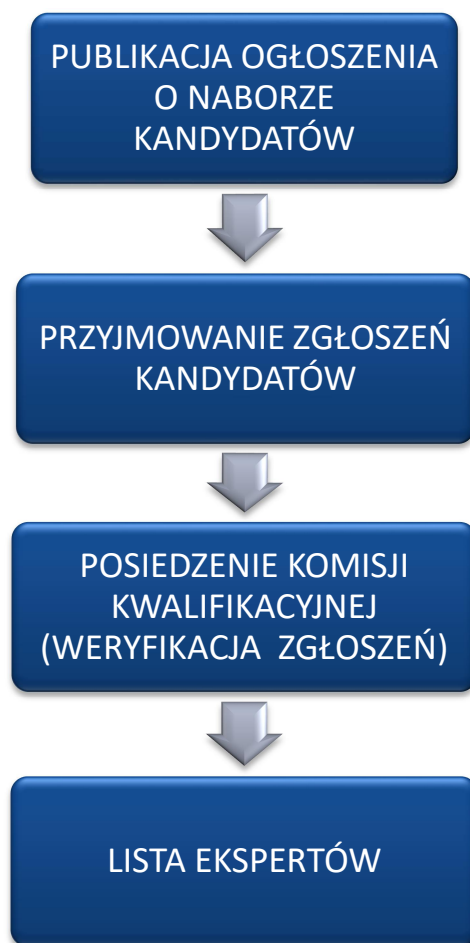 PUBLIKACJA OGŁOSZENIA
O NABORZE
KANDYDATÓW
PRZYJMOWANIE ZGŁOSZEŃ
KANDYDATÓW
POSIEDZENIE KOMISJI
KWALIFIKACYJNEJ
(WERYFIKACJA ZGŁOSZEŃ)
LISTA EKSPERTÓW